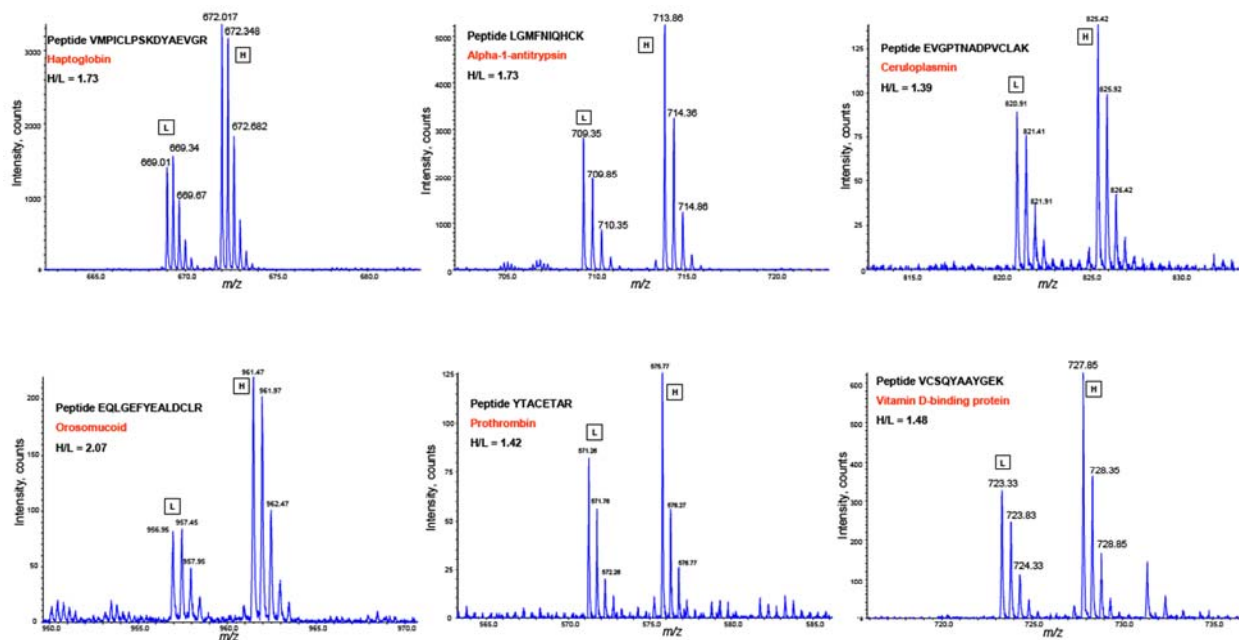 672.017
672.348
H
Peptide VMPICLPSKDYAEVGR
Haptoglobin
H/L = 1.73
L
669.01
669.34
669.67
672.682
Intensity, counts
3000
2000
1000
0
665.0
670
675.0
680.0
m/z
713.86
Peptide LGMFNIQHCK
Alpha-1-antitrypsin
H/L = 1.73
H
L
709.35
709.85
710.35
714.36
714.86
Intensity, counts
5000
4000
3000
2000
1000
0
705.0
710.0
715.0
720.0
m/z
825.42
Peptide EVGPTNADPVCLAK
Ceruloplasmin
H/L = 1.39
H
L
820.91
821.41
821.91
825.92
826.42
Intensity, counts
125
100
75
50
25
0
815.0
820.0
825.0
830.0
m/z
961.47
H
961.97
Peptide EQLGEFYEALDCLR
Orosomucoid
H/L = 2.07
L
956.95
957.45
957.95
962.47
Intensity, counts
200
150
100
50
0
950.0
955.0
960.0
965.0
970.0
m/z
575.77
Peptide YTACETAR
Prothrombin
H/L = 1.42
H
L
571.26
571.76
572.26
576.27
576.77
Intensity, counts
125
100
75
50
25
0
565.0
570.0
575.0
580.0
585.0
m/z
727.85
Peptide VCSQYAAYGEK
Vitamin D-binding protein
H/L = 1.48
H
L
723.33
723.83
724.33
728.35
728.85
Intensity, counts
600
500
400
300
200
100
0
720.0
725.0
730.0
735.0
m/z